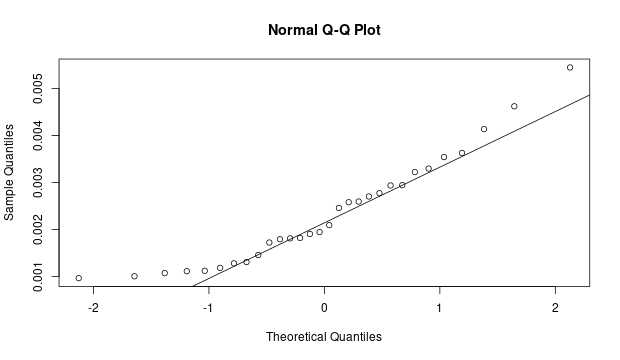 Normal Q-Q Plot
Sample Quantiles
0.005
0.004
0.003
0.002
0.001
-2 -1 0 1 2
Theoretical Quantiles